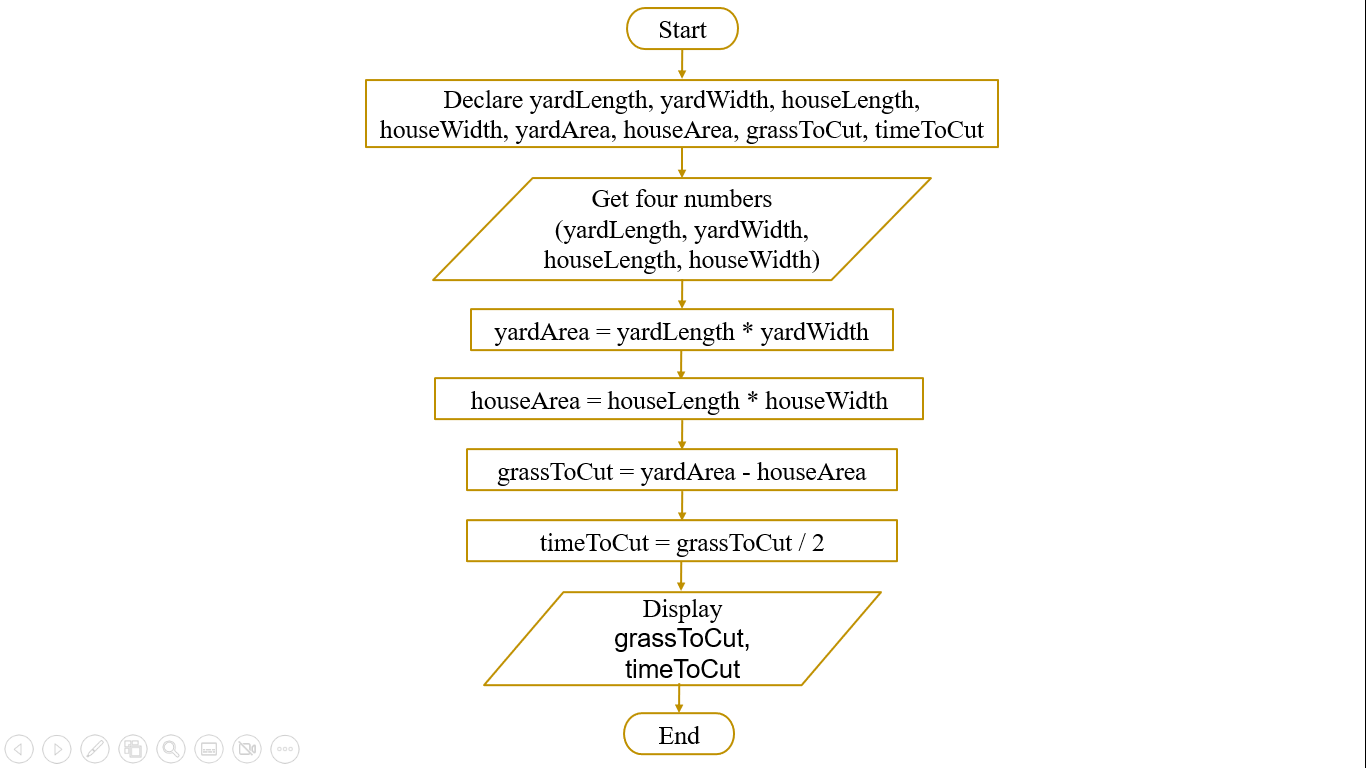 Start
Declare yardLength, yardWidth, houseLength,
houseWidth, yardArea, houseArea, grassToCut, timeToCut
Get four numbers
(yardLength, yardWidth,
houseLength, houseWidth)
yardArea = yardLength * yardWidth
houseArea = houseLength * houseWidth
grassToCut = yardArea - houseArea
timeToCut = grassToCut / 2
Display
grassToCut,
timeToCut
End